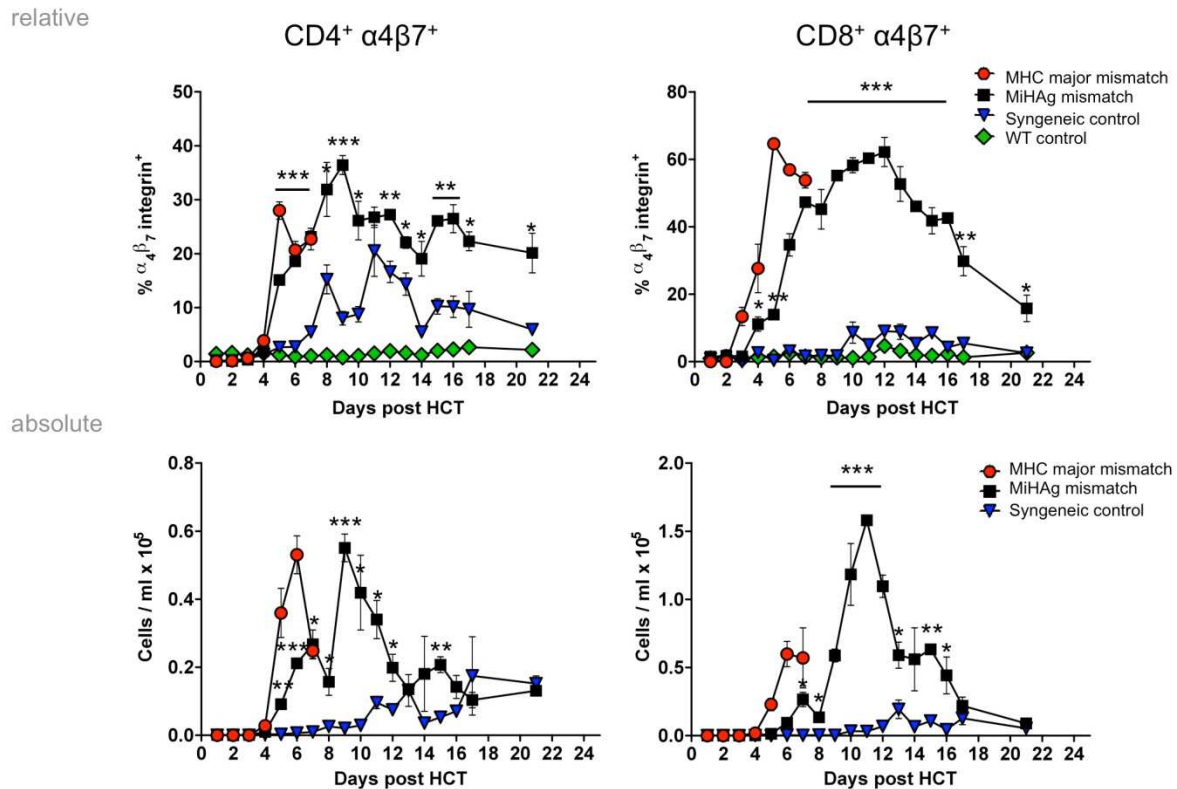 relative
CD4⁺ α4β7⁺
CD8⁺ α4β7⁺
MHC major mismatch
MiHAg mismatch
Syngeneic control
WT control
% α₄β₇ integrin⁺
50
40
30
20
10
0
*** * *** * ** * * ** * *
0 2 4 6 8 10 12 14 16 18 20 22 24
Days post HCT
% α₄β₇ integrin⁺
80
60
40
20
0
*** * ** ** *
0 2 4 6 8 10 12 14 16 18 20 22 24
Days post HCT
absolute
MHC major mismatch
MiHAg mismatch
Syngeneic control
Cells / ml x 10⁵
0.8
0.6
0.4
0.2
0.0
** *** * * *** * * * **
0 2 4 6 8 10 12 14 16 18 20 22 24
Days post HCT
Cells / ml x 10⁵
2.0
1.5
1.0
0.5
0.0
* * *** * ** *
0 2 4 6 8 10 12 14 16 18 20 22 24
Days post HCT